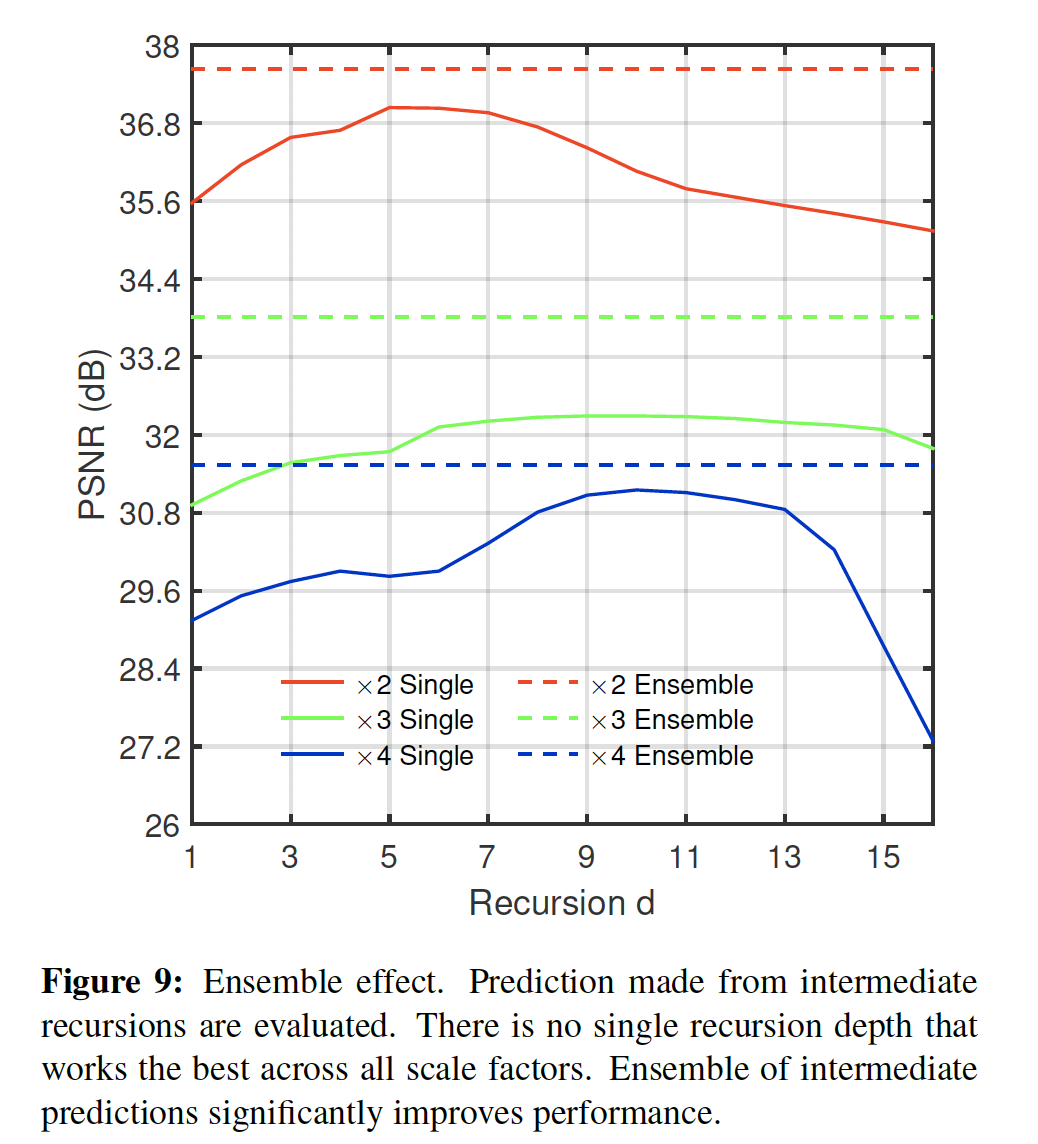 38
36.8
35.6
34.4
33.2
32
30.8
29.6
28.4
27.2
26
PSNR (dB)
×2 Single ×2 Ensemble
×3 Single ×3 Ensemble
×4 Single ×4 Ensemble
1 3 5 7 9 11 13 15
Recursion d
Figure 9: Ensemble effect. Prediction made from intermediate
recursions are evaluated. There is no single recursion depth that
works the best across all scale factors. Ensemble of intermediate
predictions significantly improves performance.